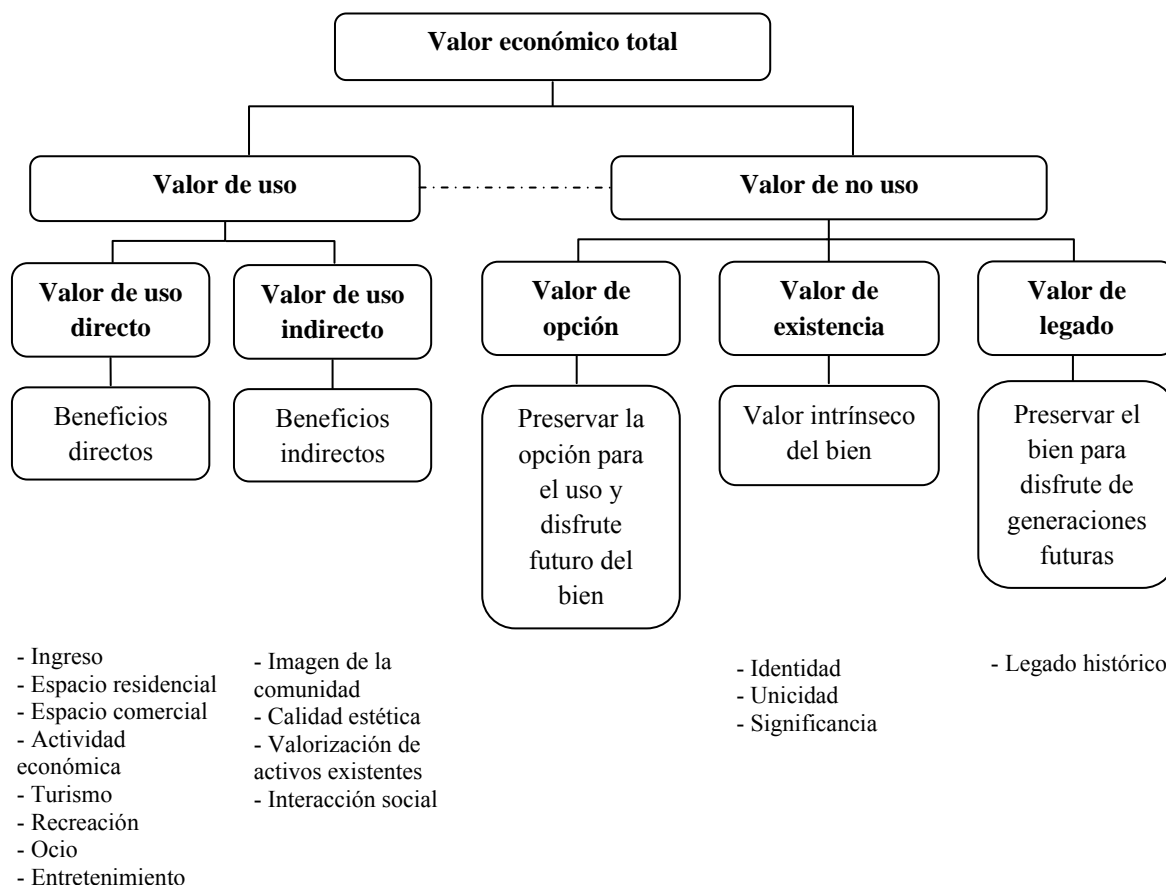 Valor económico total
Valor de uso
Valor de no uso
Valor de uso
directo
Valor de uso
indirecto
Valor de
opción
Valor de
existencia
Valor de
legado
Beneficios
directos
Beneficios
indirectos
Preservar la
opción para
el uso y
disfrute
futuro del
bien
Valor intrínseco
del bien
Preservar el
bien para
disfrute de
generaciones
futuras
- Ingreso
- Espacio residencial
- Espacio comercial
- Actividad
económica
- Turismo
- Recreación
- Ocio
- Entretenimiento
- Imagen de la
comunidad
- Calidad estética
- Valorización de
activos existentes
- Interacción social
- Identidad
- Unicidad
- Significancia
- Legado histórico